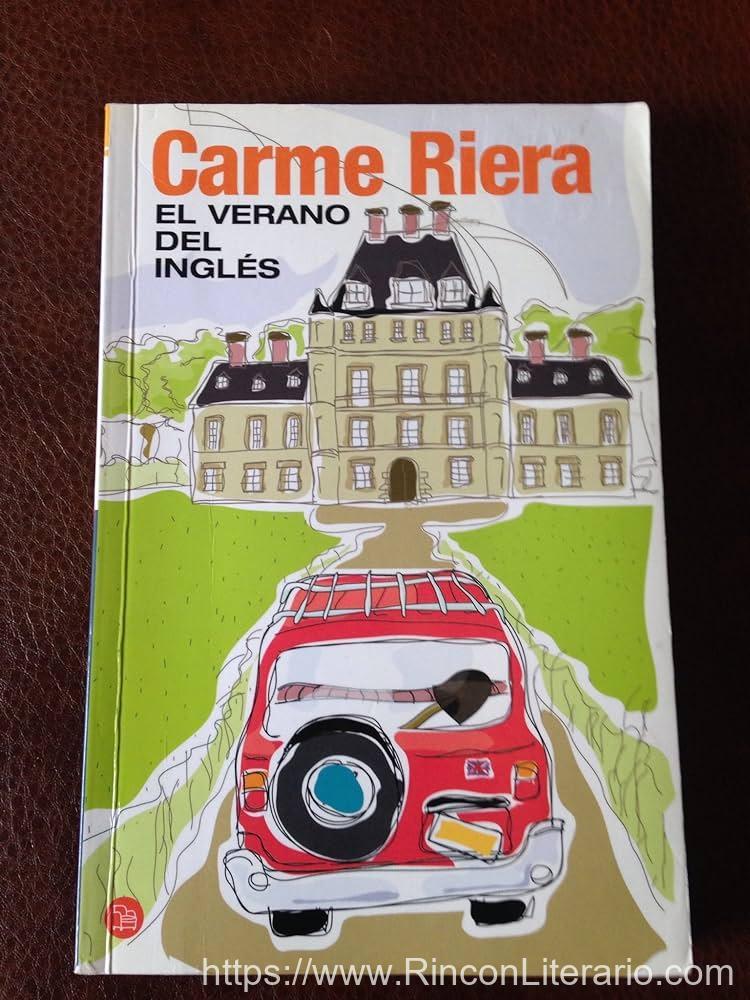 Carme Riera
EL VERANO
DEL
INGLÉS
https://www.RinconLiterario.com